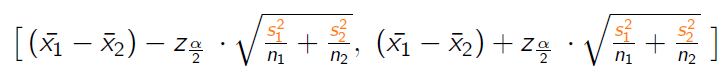 [ (x̄₁ − x̄₂) − z_{α/2} · √(s₁²/n₁ + s₂²/n₂), (x̄₁ − x̄₂) + z_{α/2} · √(s₁²/n₁ + s₂²/n₂) ]